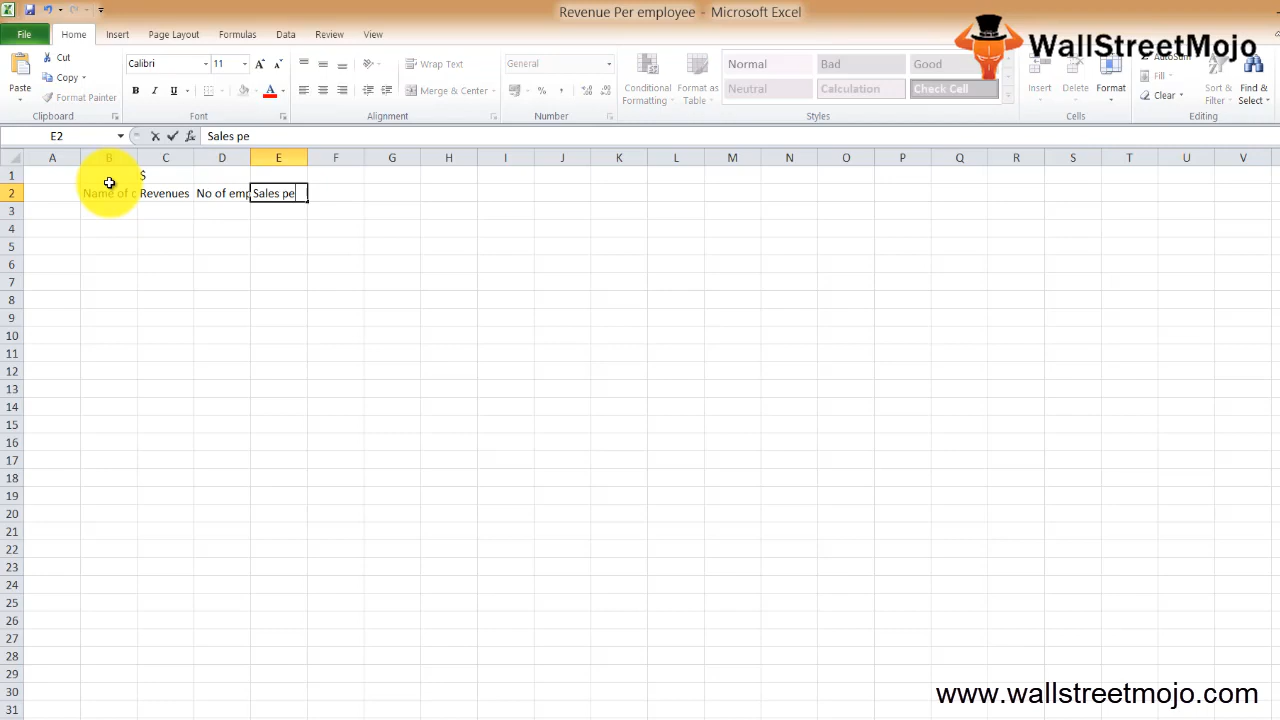 Revenue Per employee - Microsoft Excel
File Home Insert Page Layout Formulas Data Review View
WallStreetMojo
Paste
Cut
Copy
Format Painter
Clipboard
Calibri 11
B I U A
Font
Wrap Text
Merge & Center
Alignment
General
Number
Conditional Formatting
Format as Table
Normal Bad Good
Neutral Calculation Check Cell
Styles
Insert Delete Format
Cells
AutoSum
Fill
Clear
Sort & Filter
Find & Select
Editing
E2 fx Sales pe
A B C D E F G H I J K L M N O P Q R S T U V
1 $
2 Name of c Revenues No of emp Sales pe
3
4
5
6
7
8
9
10
11
12
13
14
15
16
17
18
19
20
21
22
23
24
25
26
27
28
29
30
31
www.wallstreetmojo.com